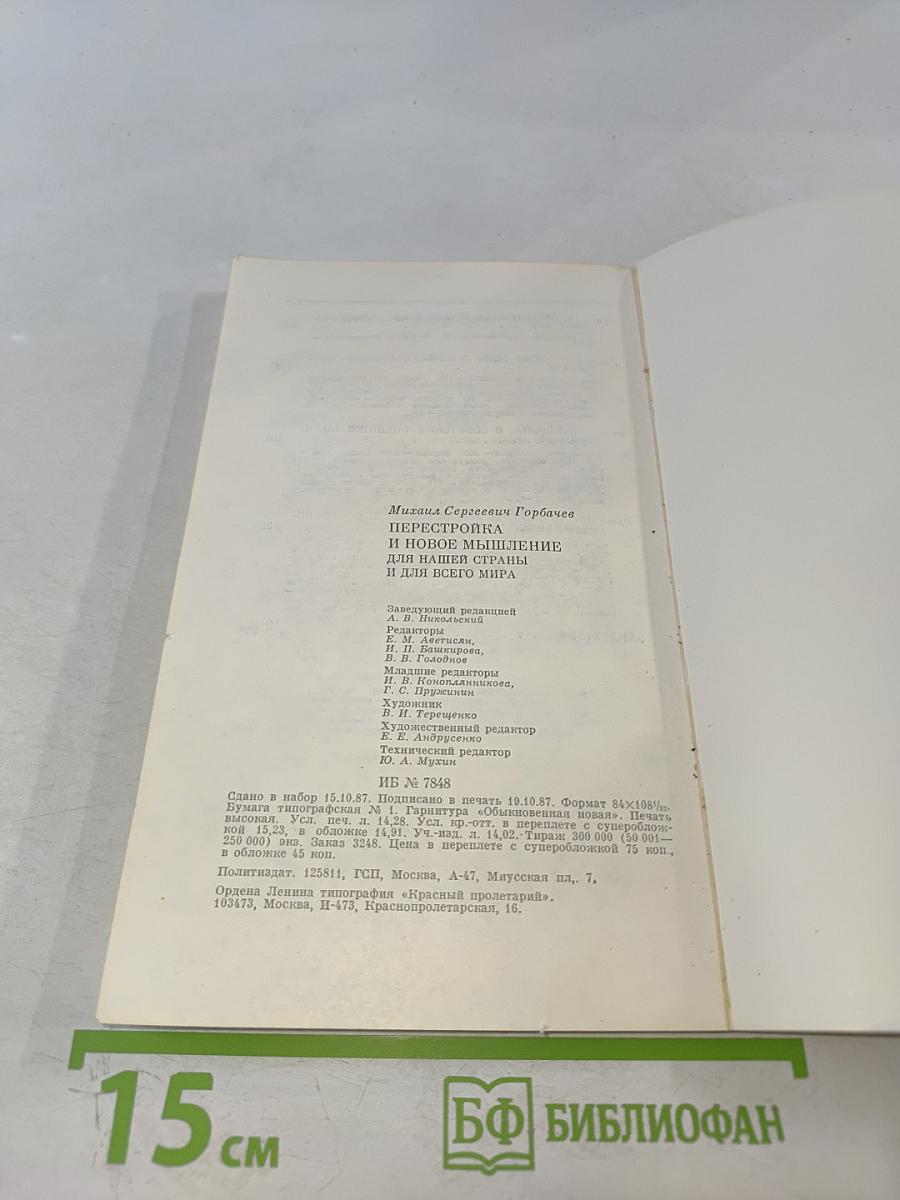 Михаил Сергеевич Горбачев
ПЕРЕСТРОЙКА
И НОВОЕ МЫШЛЕНИЕ
ДЛЯ НАШЕЙ СТРАНЫ
И ДЛЯ ВСЕГО МИРА
Заведующий редакцией
А. В. Никольский
Редакторы
Е. М. Аветисян,
И. П. Башкирова,
В. В. Голоднов
Младшие редакторы
И. В. Коноплянникова,
Г. С. Пружинин
Художник
В. И. Терещенко
Художественный редактор
Е. Е. Андрусенко
Технический редактор
Ю. А. Мухин
ИБ № 7848
Сдано в набор 15.10.87. Подписано в печать 19.10.87. Формат 84×108¹/₃₂.
Бумага типографская № 1. Гарнитура «Обыкновенная новая». Печать
высокая. Усл. печ. л. 14,28. Усл. кр.-отт. в переплете с супероблож-
кой 15,23, в обложке 14,91. Уч.-изд. л. 14,02. Тираж 300 000 (50 001—
250 000) экз. Заказ 3248. Цена в переплете с суперобложкой 75 коп.,
в обложке 45 коп.
Политиздат. 125811, ГСП, Москва, А-47, Миусская пл,. 7.
Ордена Ленина типография «Красный пролетарий».
103473, Москва, И-473, Краснопролетарская, 16.
15 см
БФ БИБЛИОФАН